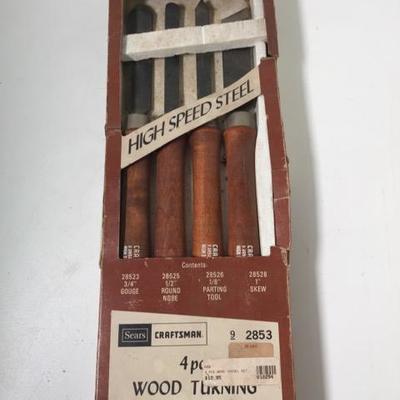 HIGH SPEED STEEL
Contents:
28523 28525 28526 28528
3/4" 1/2" 1/8" 1"
GOUGE ROUND PARTING SKEW
NOBE TOOL
Sears CRAFTSMAN. 9 2853
4 pc
WOOD TURNING